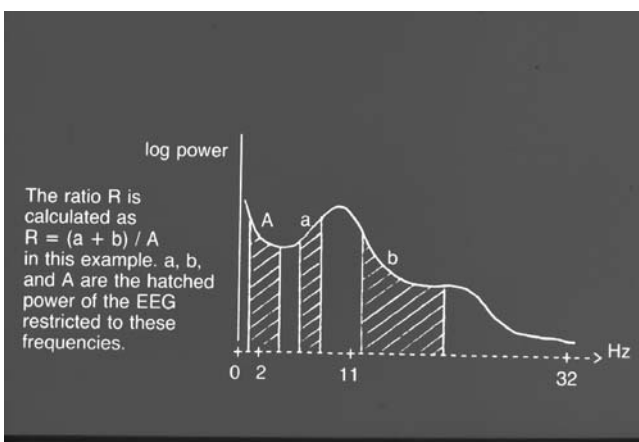 log power
The ratio R is
calculated as
R = (a + b) / A
in this example. a, b,
and A are the hatched
power of the EEG
restricted to these
frequencies.
A
a
b
Hz
0 2 11 32